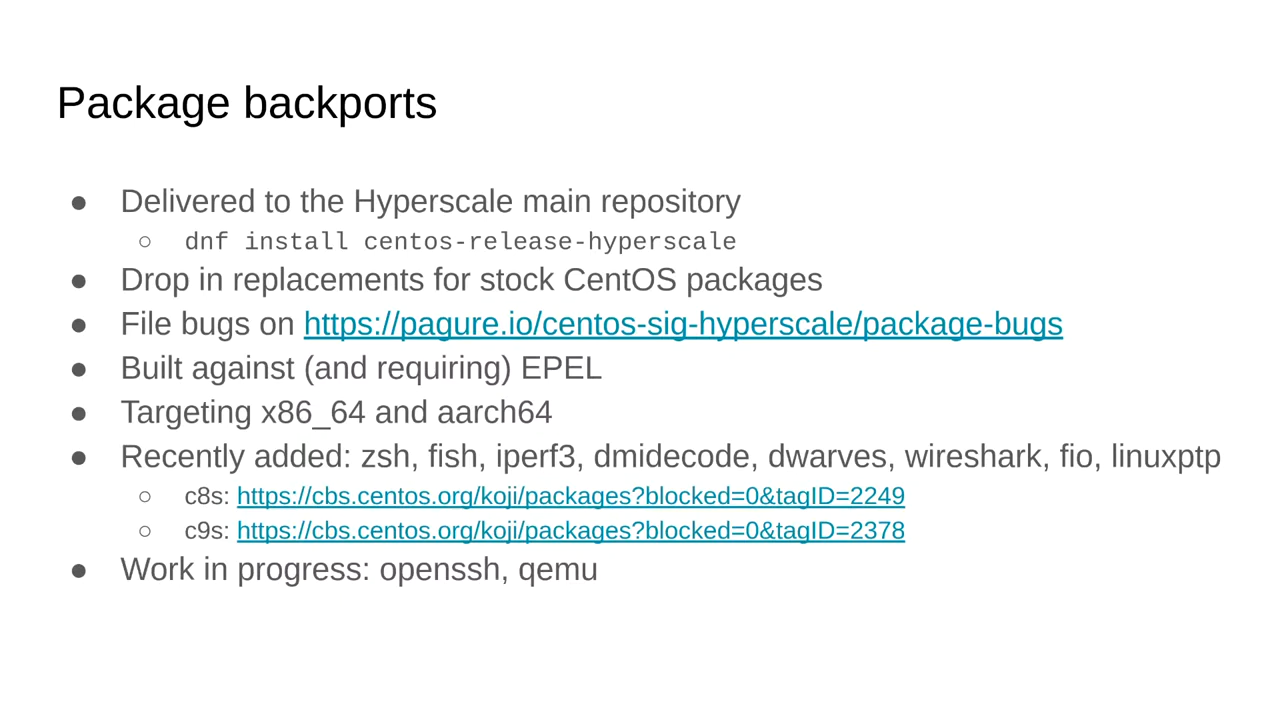 Package backports
● Delivered to the Hyperscale main repository
○ dnf install centos-release-hyperscale
● Drop in replacements for stock CentOS packages
● File bugs on https://pagure.io/centos-sig-hyperscale/package-bugs
● Built against (and requiring) EPEL
● Targeting x86_64 and aarch64
● Recently added: zsh, fish, iperf3, dmidecode, dwarves, wireshark, fio, linuxptp
○ c8s: https://cbs.centos.org/koji/packages?blocked=0&tagID=2249
○ c9s: https://cbs.centos.org/koji/packages?blocked=0&tagID=2378
● Work in progress: openssh, qemu